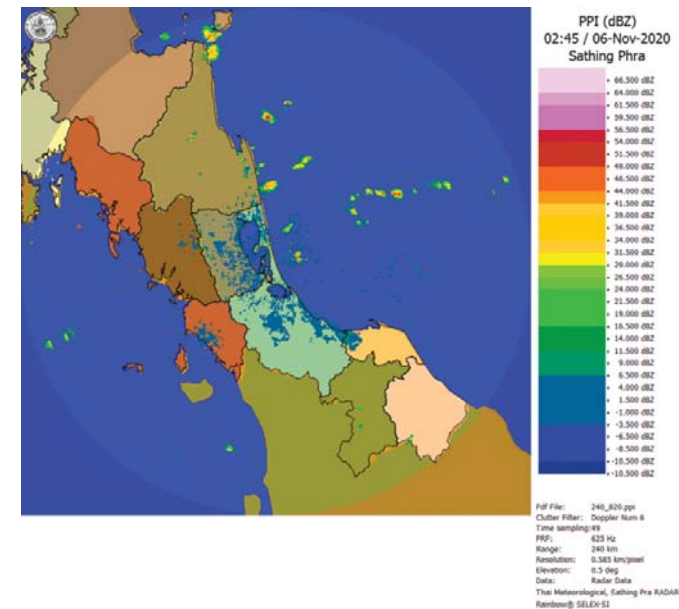 PPI (dBZ)
02:45 / 06-Nov-2020
Sathing Phra
66.500 dBZ
64.000 dBZ
61.500 dBZ
59.500 dBZ
56.500 dBZ
54.000 dBZ
51.500 dBZ
49.000 dBZ
46.500 dBZ
44.000 dBZ
41.500 dBZ
39.000 dBZ
36.500 dBZ
34.000 dBZ
31.500 dBZ
29.000 dBZ
26.500 dBZ
24.000 dBZ
21.500 dBZ
19.000 dBZ
16.500 dBZ
14.000 dBZ
11.500 dBZ
9.000 dBZ
6.500 dBZ
4.000 dBZ
1.500 dBZ
-1.000 dBZ
-3.500 dBZ
-6.500 dBZ
-8.500 dBZ
-10.500 dBZ
-10.500 dBZ
Pdf File: 240_820.ppi
Clutter Filter: Doppler Num 6
Time sampling:49
PRF: 625 Hz
Range: 240 km
Resolution: 0.585 km/pixel
Elevation: 0.5 deg
Data: Radar Data
Thai Meteorological, Sathing Pra RADAR
Rainbow® SELEX-SI